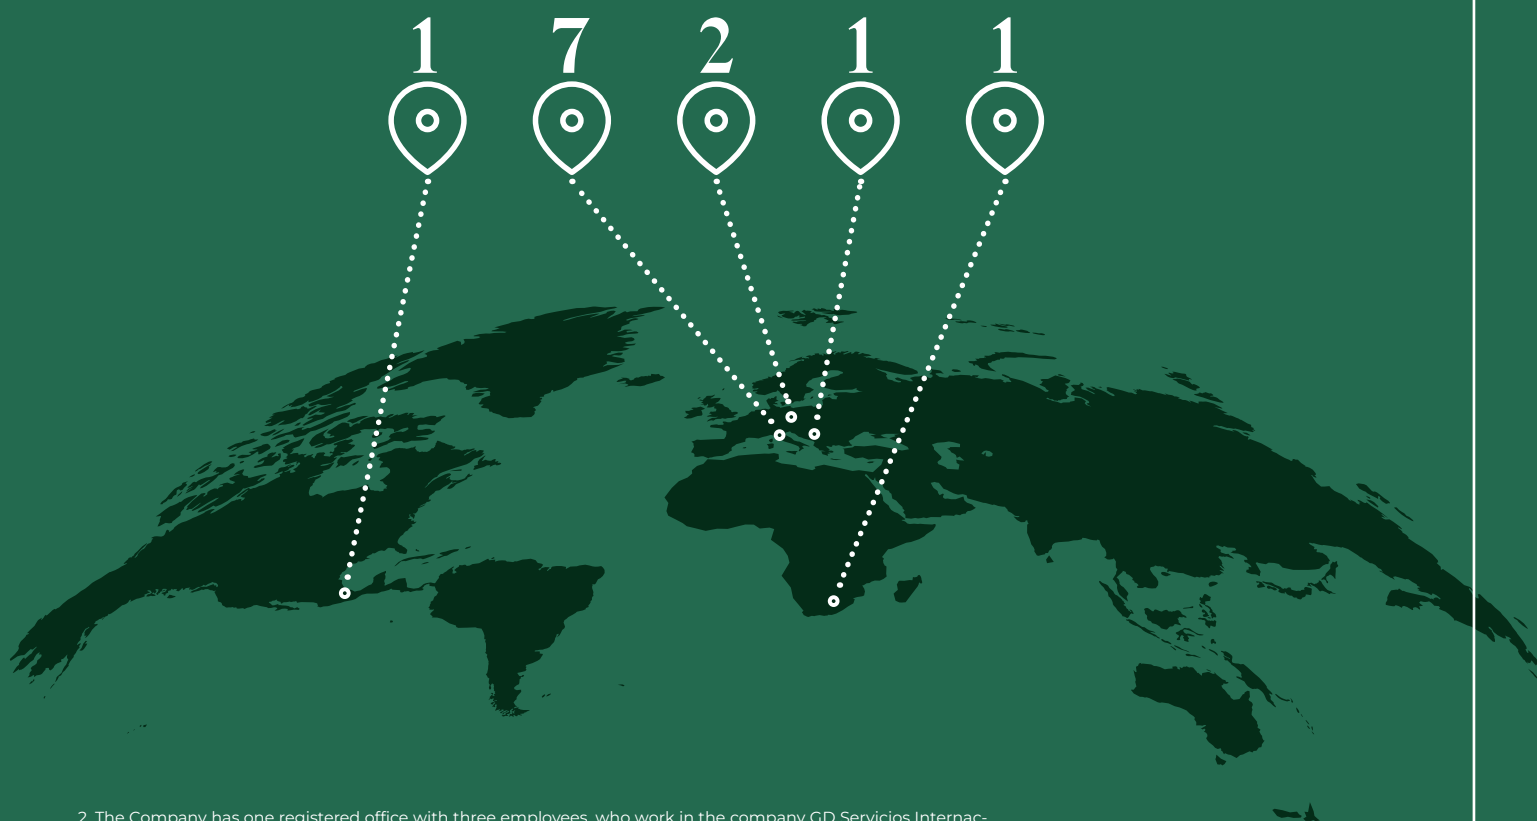 1 7 2 1 1
2. The Company has one registered office with three employees, who work in the company GD Servicios Internac-